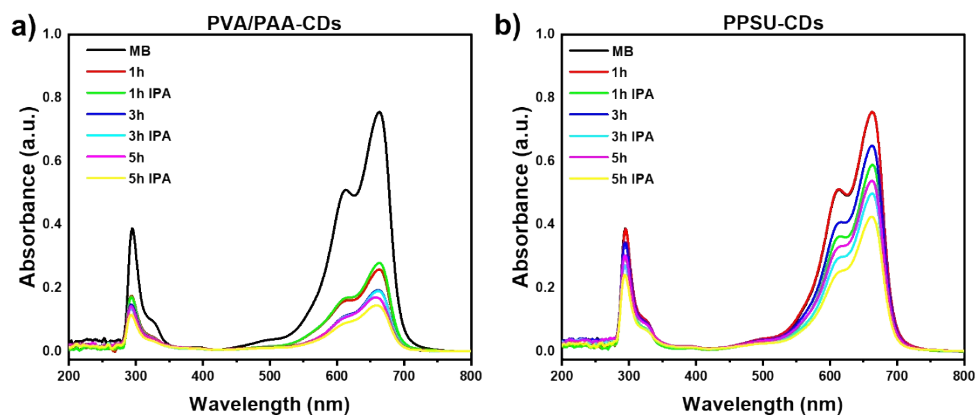 a)
PVA/PAA-CDs
MB
1h
1h IPA
3h
3h IPA
5h
5h IPA
1.0
0.8
0.6
0.4
0.2
0.0
Absorbance (a.u.)
200 300 400 500 600 700 800
Wavelength (nm)
b)
PPSU-CDs
MB
1h
1h IPA
3h
3h IPA
5h
5h IPA
1.0
0.8
0.6
0.4
0.2
0.0
Absorbance (a.u.)
200 300 400 500 600 700 800
Wavelength (nm)